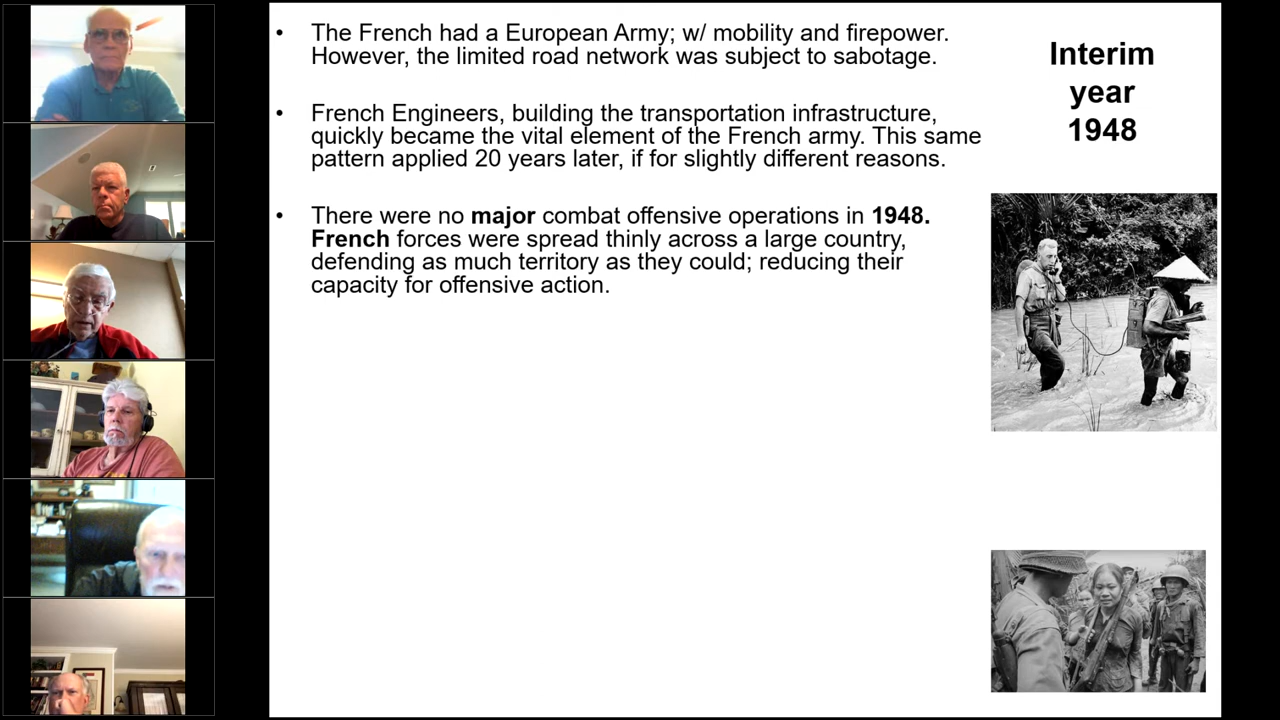 • The French had a European Army; w/ mobility and firepower.
However, the limited road network was subject to sabotage.
• French Engineers, building the transportation infrastructure,
quickly became the vital element of the French army. This same
pattern applied 20 years later, if for slightly different reasons.
• There were no major combat offensive operations in 1948.
French forces were spread thinly across a large country,
defending as much territory as they could; reducing their
capacity for offensive action.
Interim
year
1948